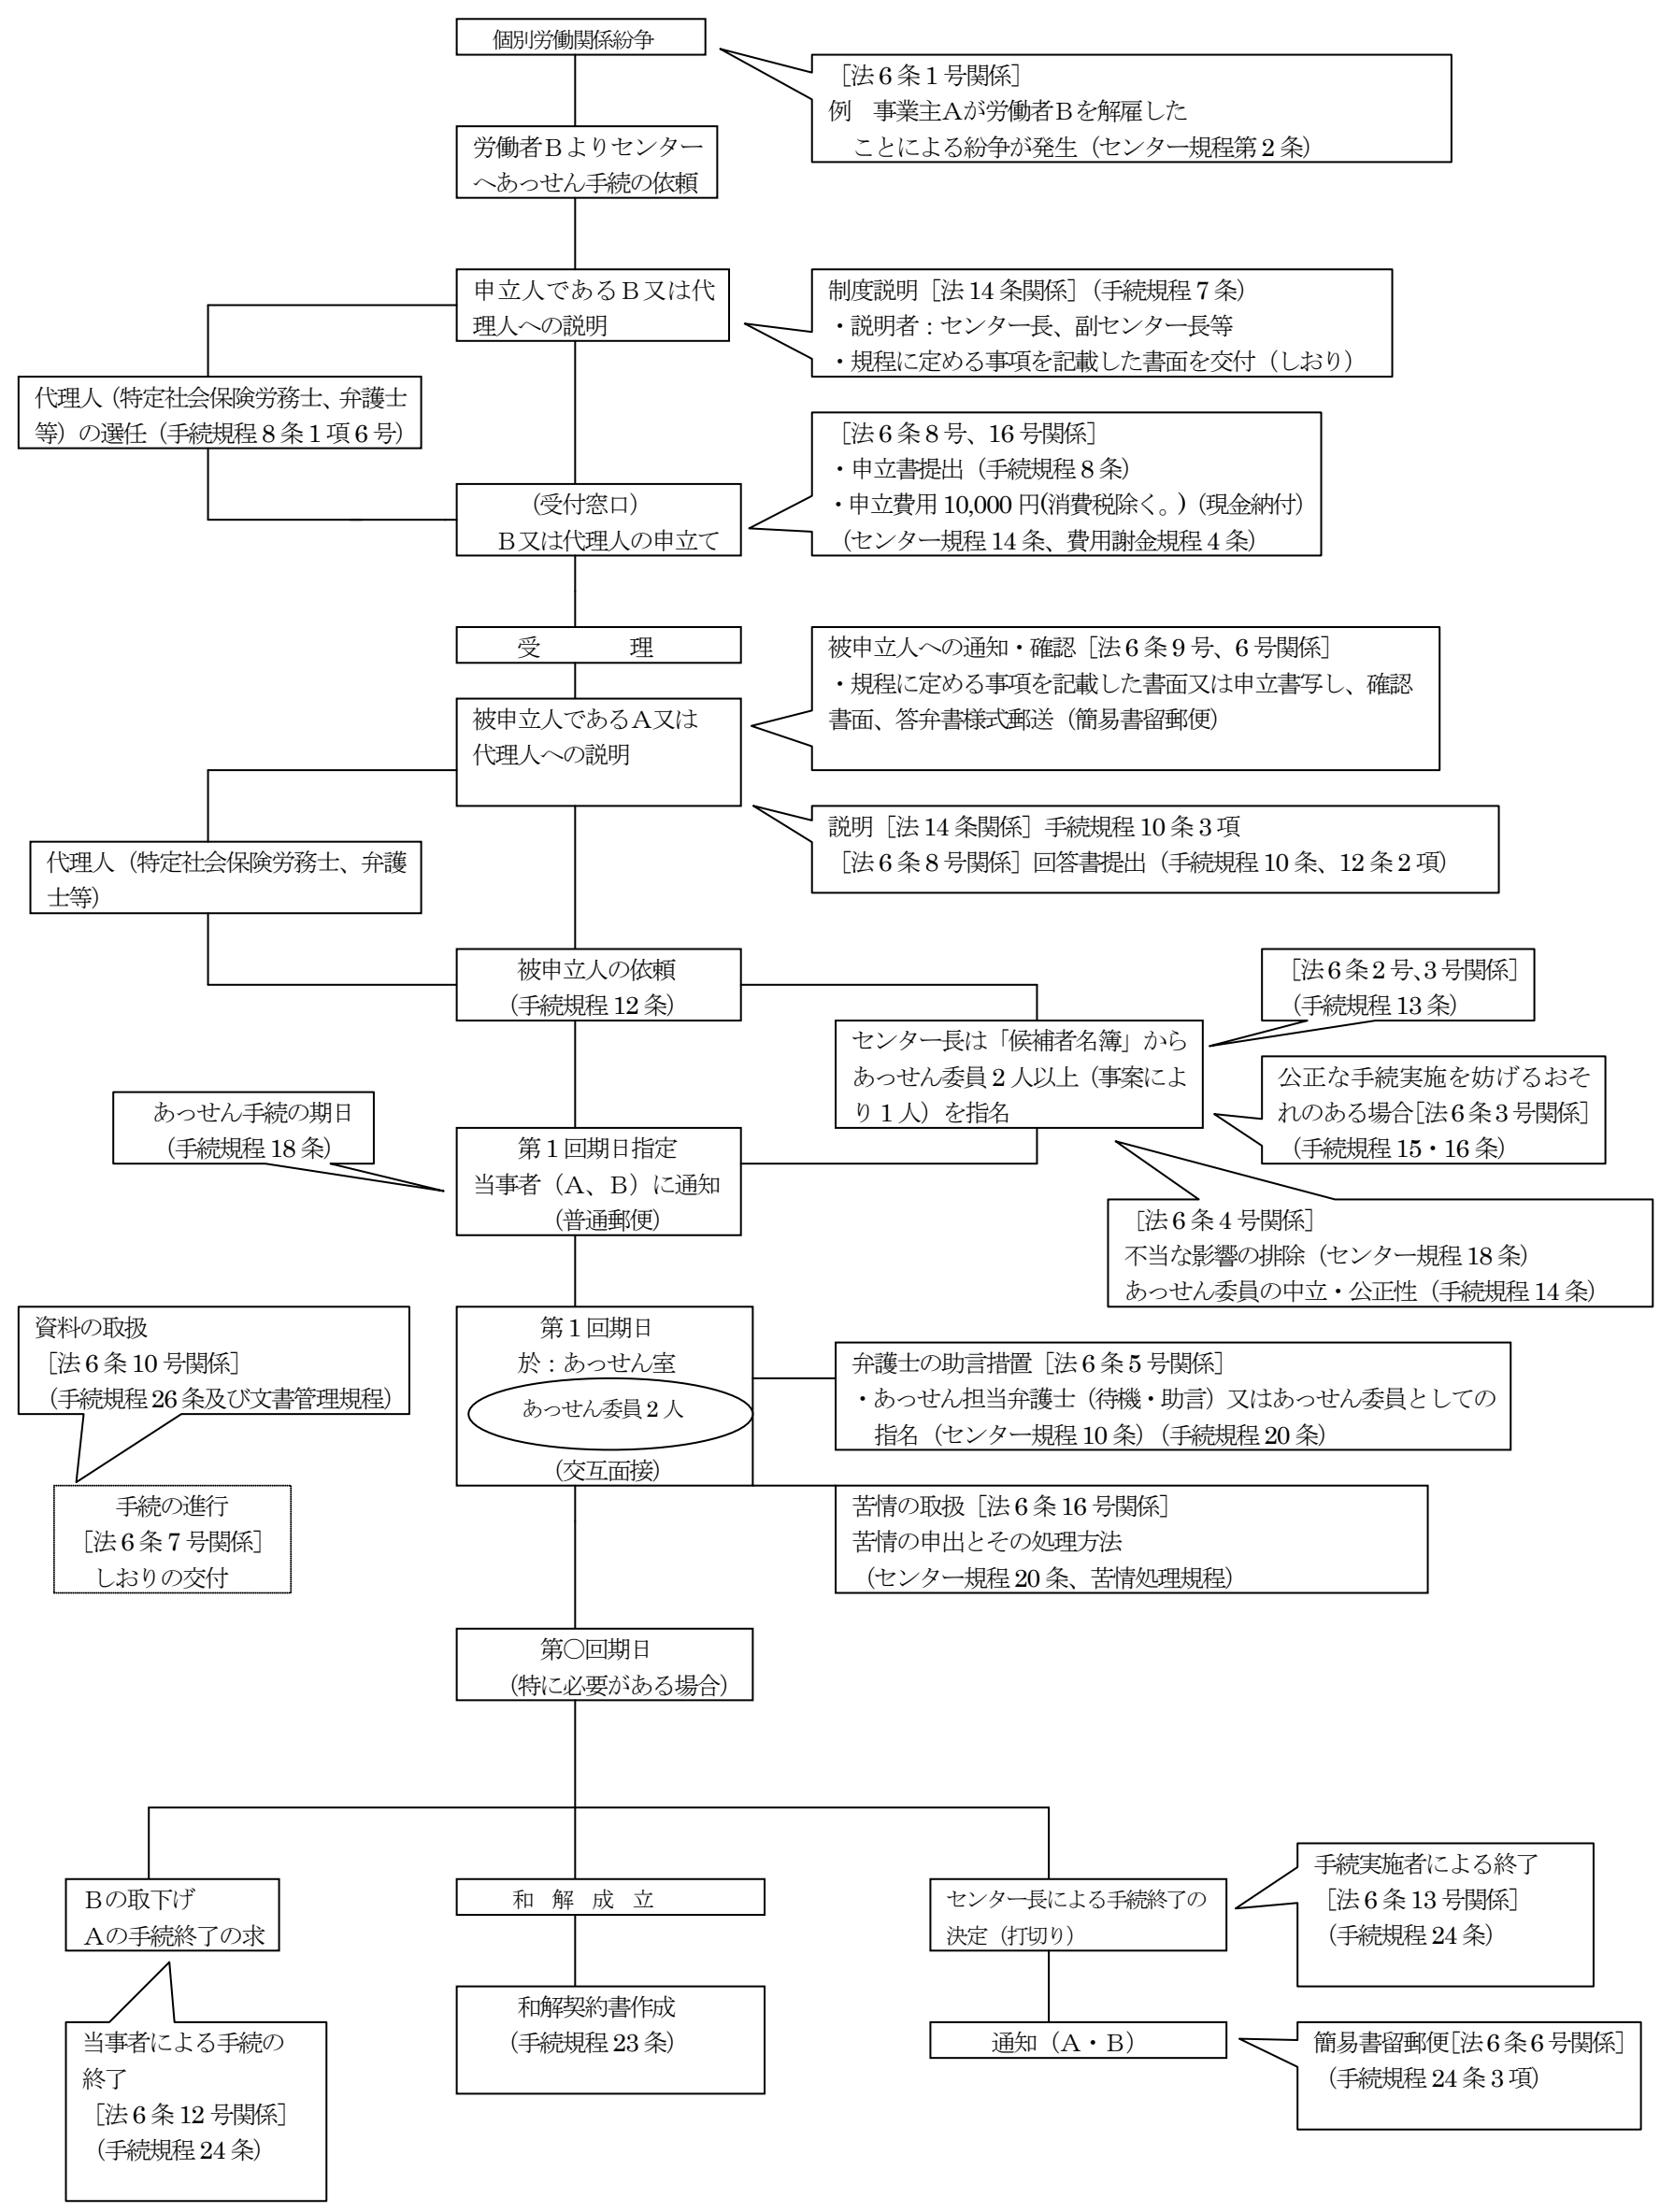 個別労働関係紛争
［法６条１号関係］
例　事業主Ａが労働者Ｂを解雇した
ことによる紛争が発生（センター規程第２条）
労働者Ｂよりセンター
へあっせん手続の依頼
申立人であるＢ又は代
理人への説明
制度説明［法14条関係］（手続規程７条）
・説明者：センター長、副センター長等
・規程に定める事項を記載した書面を交付（しおり）
代理人（特定社会保険労務士、弁護士
等）の選任（手続規程８条１項６号）
［法６条８号、16号関係］
・申立書提出（手続規程８条）
・申立費用10,000円(消費税除く。)（現金納付）
（センター規程14条、費用謝金規程４条）
（受付窓口）
Ｂ又は代理人の申立て
受　　　　理
被申立人への通知・確認［法６条９号、６号関係］
・規程に定める事項を記載した書面又は申立書写し、確認
書面、答弁書様式郵送（簡易書留郵便）
被申立人であるＡ又は
代理人への説明
説明［法14条関係］手続規程10条３項
［法６条８号関係］回答書提出（手続規程10条、12条２項）
代理人（特定社会保険労務士、弁護
士等）
被申立人の依頼
（手続規程12条）
［法６条２号、３号関係］
（手続規程13条）
センター長は「候補者名簿」から
あっせん委員２人以上（事案によ
り１人）を指名
公正な手続実施を妨げるおそ
れのある場合［法６条３号関係］
（手続規程15・16条）
あっせん手続の期日
（手続規程18条）
第１回期日指定
当事者（Ａ、Ｂ）に通知
（普通郵便）
［法６条４号関係］
不当な影響の排除（センター規程18条）
あっせん委員の中立・公正性（手続規程14条）
資料の取扱
［法６条10号関係］
（手続規程26条及び文書管理規程）
第１回期日
於：あっせん室
あっせん委員２人
（交互面接）
弁護士の助言措置［法６条５号関係］
・あっせん担当弁護士（待機・助言）又はあっせん委員としての
指名（センター規程10条）（手続規程20条）
手続の進行
［法６条７号関係］
しおりの交付
苦情の取扱［法６条16号関係］
苦情の申出とその処理方法
（センター規程20条、苦情処理規程）
第○回期日
（特に必要がある場合）
Ｂの取下げ
Ａの手続終了の求
和　解　成　立
センター長による手続終了の
決定（打切り）
手続実施者による終了
［法６条13号関係］
（手続規程24条）
和解契約書作成
（手続規程23条）
当事者による手続の
終了
［法６条12号関係］
（手続規程24条）
通知（Ａ・Ｂ）
簡易書留郵便［法６条６号関係］
（手続規程24条３項）